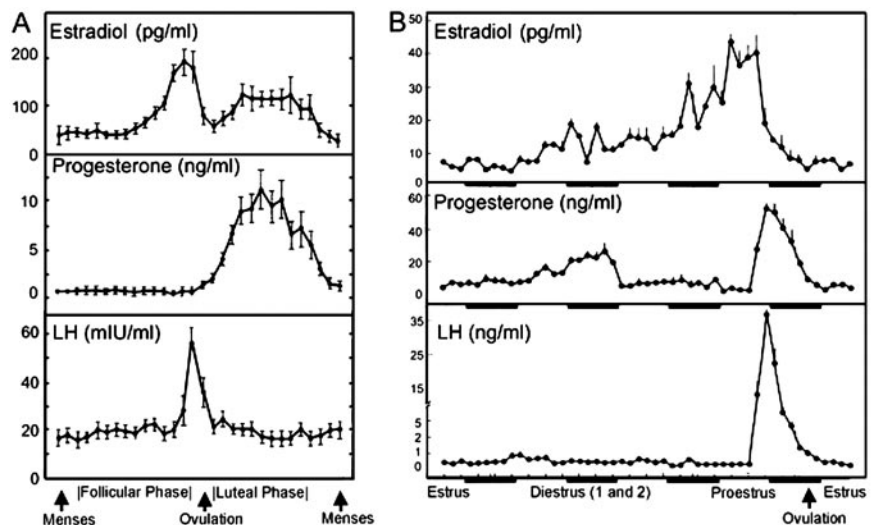 A
Estradiol (pg/ml)
200
100
0
Progesterone (ng/ml)
10
5
0
LH (mIU/ml)
60
40
20
0
|Follicular Phase| |Luteal Phase|
Menses Ovulation Menses
B
Estradiol (pg/ml)
50
40
30
20
10
0
Progesterone (ng/ml)
60
40
20
0
LH (ng/ml)
35
25
15
5
2
1
0
Estrus Diestrus (1 and 2) Proestrus Estrus
Ovulation